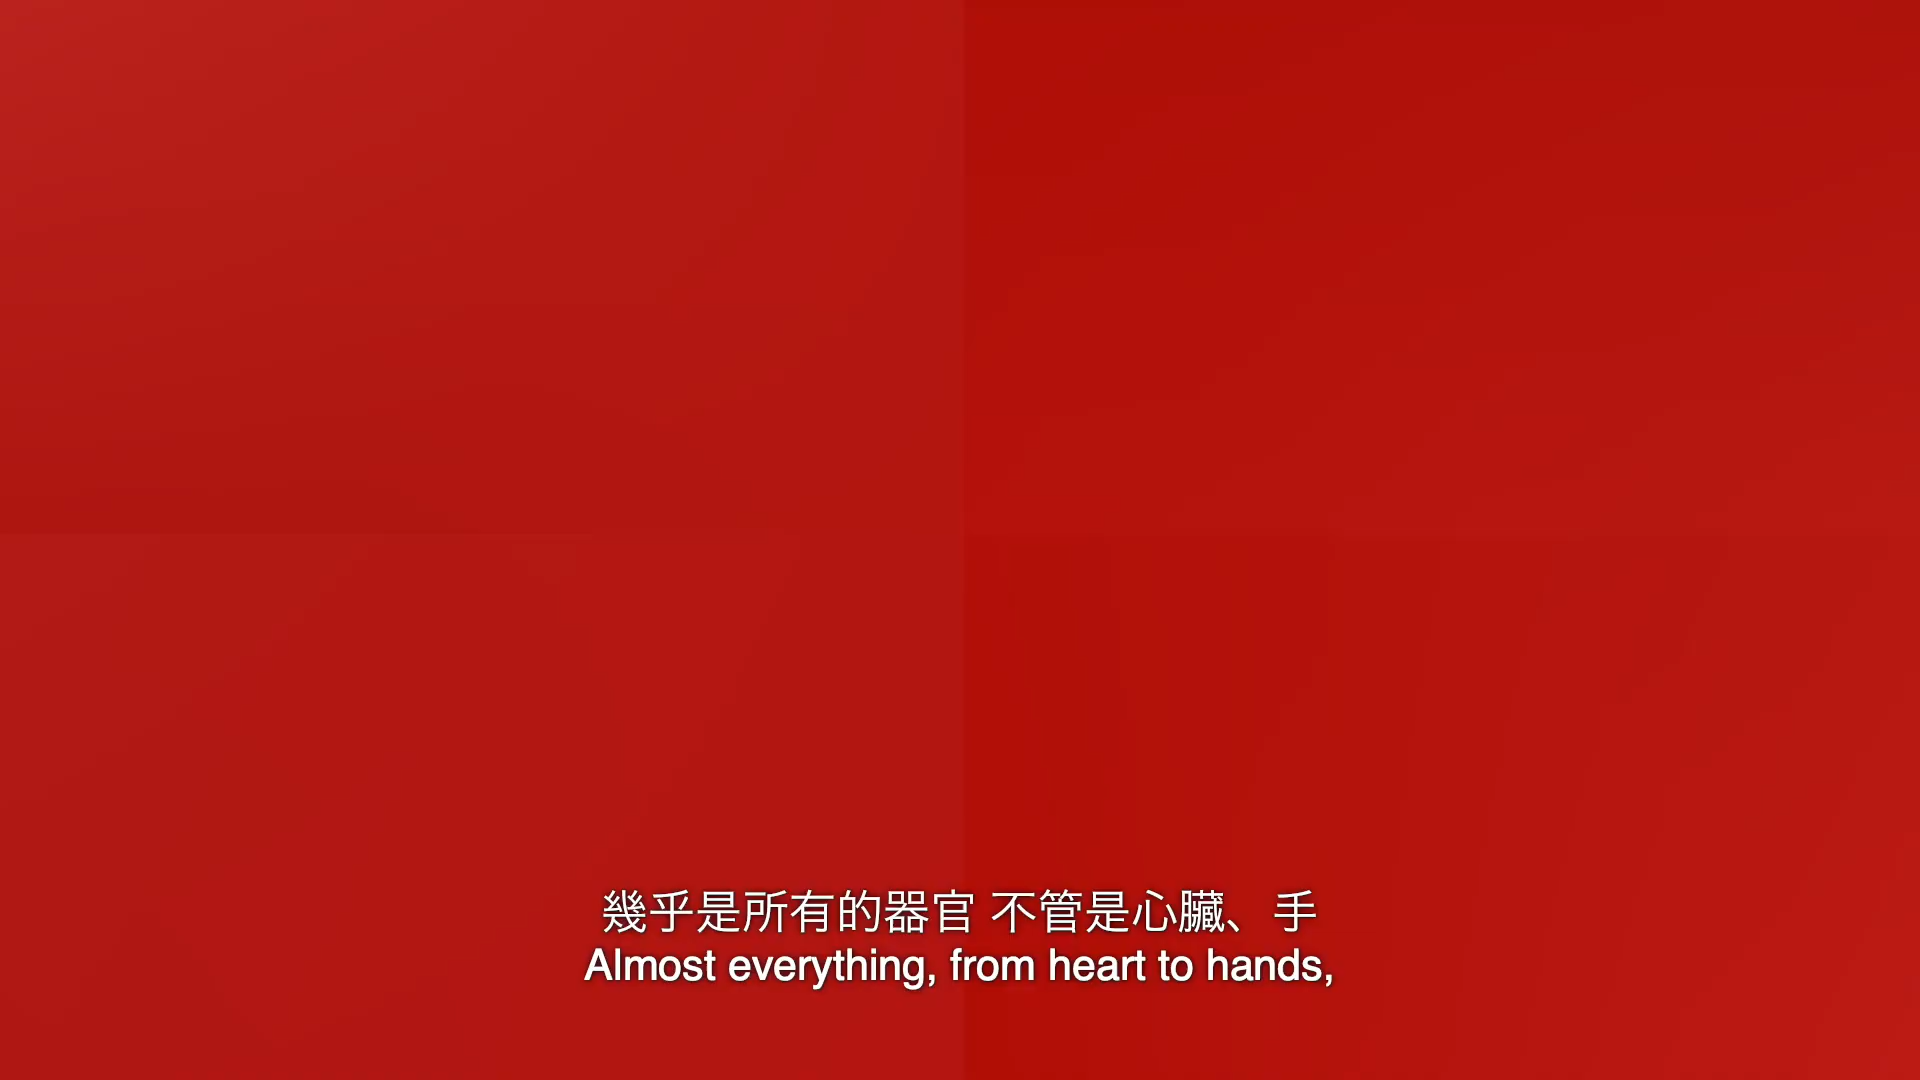 幾乎是所有的器官 不管是心臟、手
Almost everything, from heart to hands,